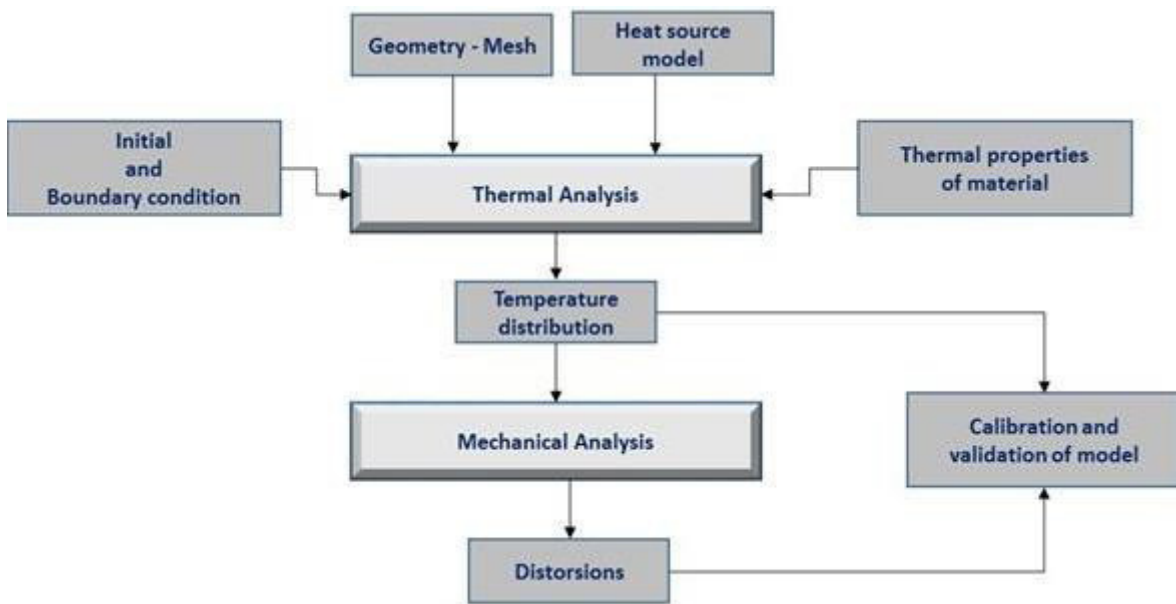 Geometry - Mesh
Heat source
model
Initial
and
Boundary condition
Thermal Analysis
Thermal properties
of material
Temperature
distribution
Mechanical Analysis
Calibration and
validation of model
Distorsions